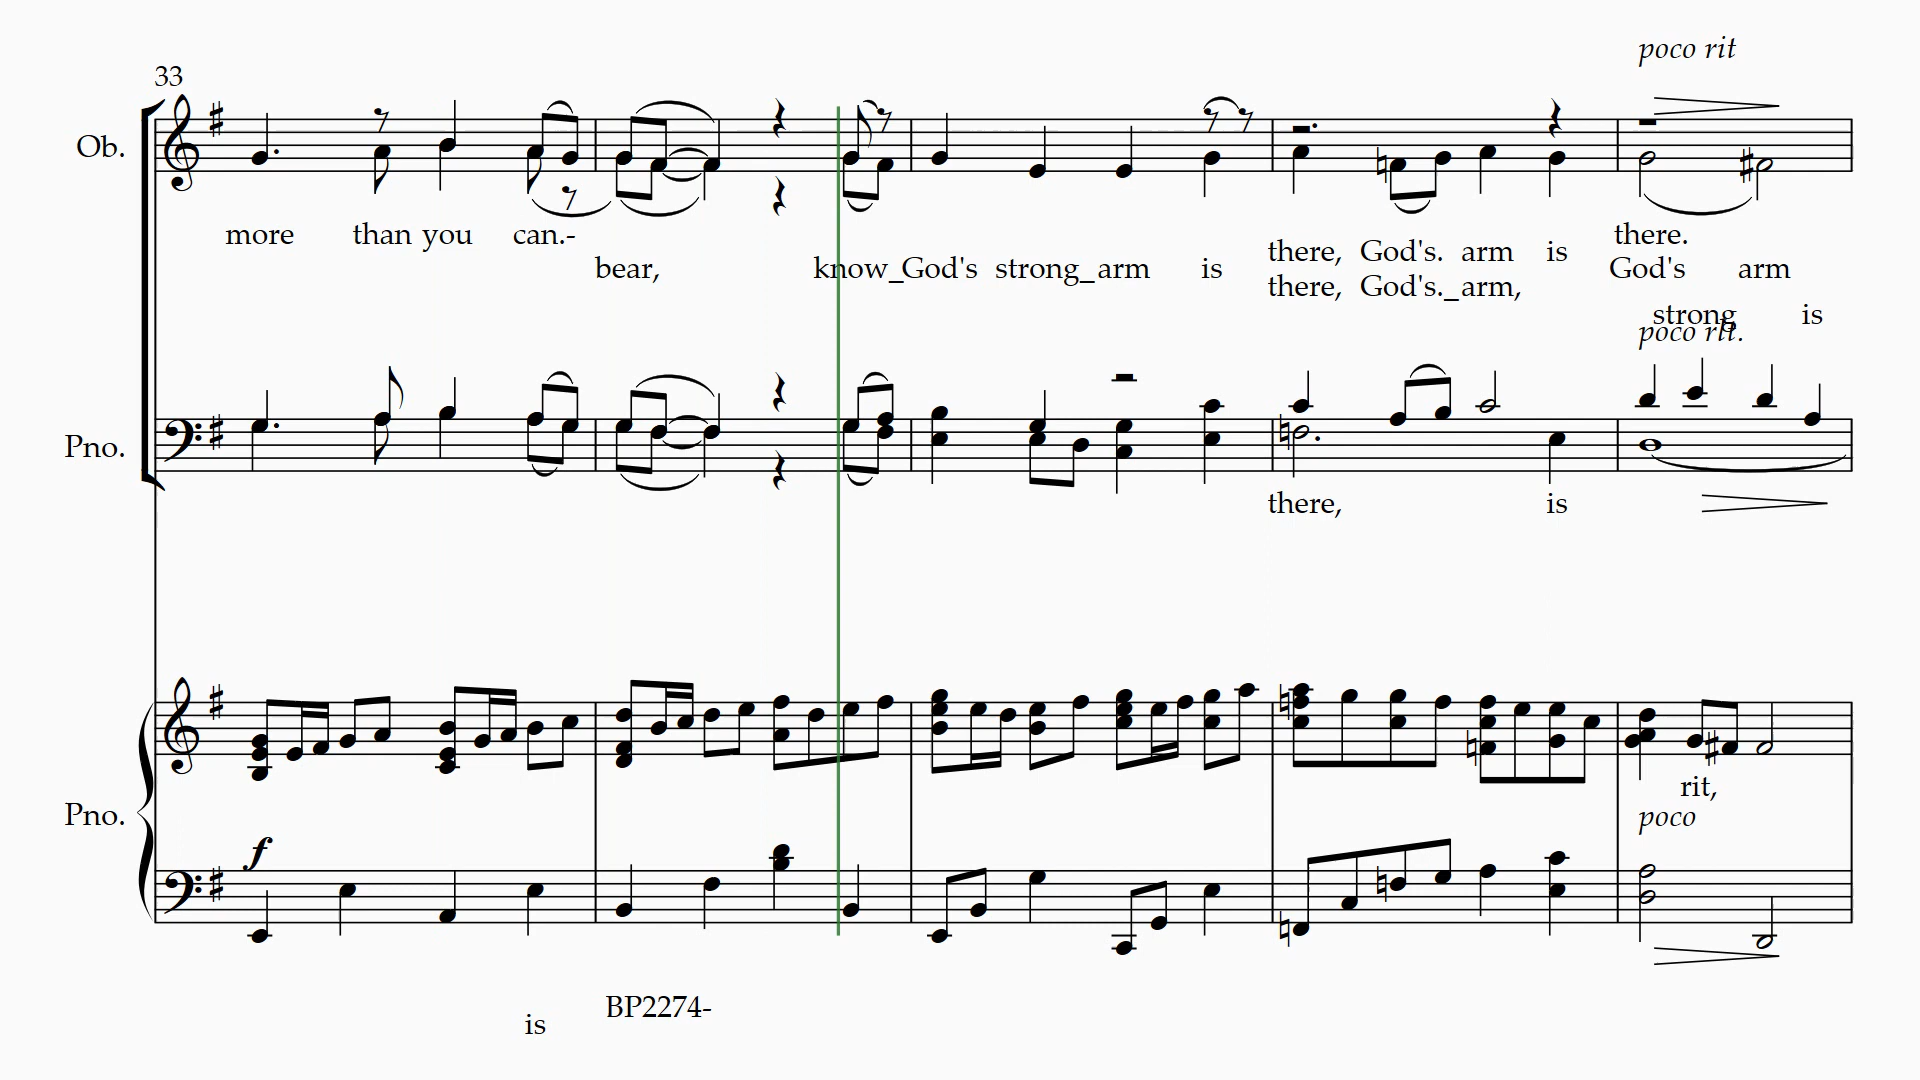 poco rit
33
Ob.
more than you can.-
there, God's. arm is there.
bear, know_God's strong_arm is God's arm
there, God's._arm,
strong is
poco rit.
Pno.
there, is
rit,
Pno.
poco
f
BP2274-
is